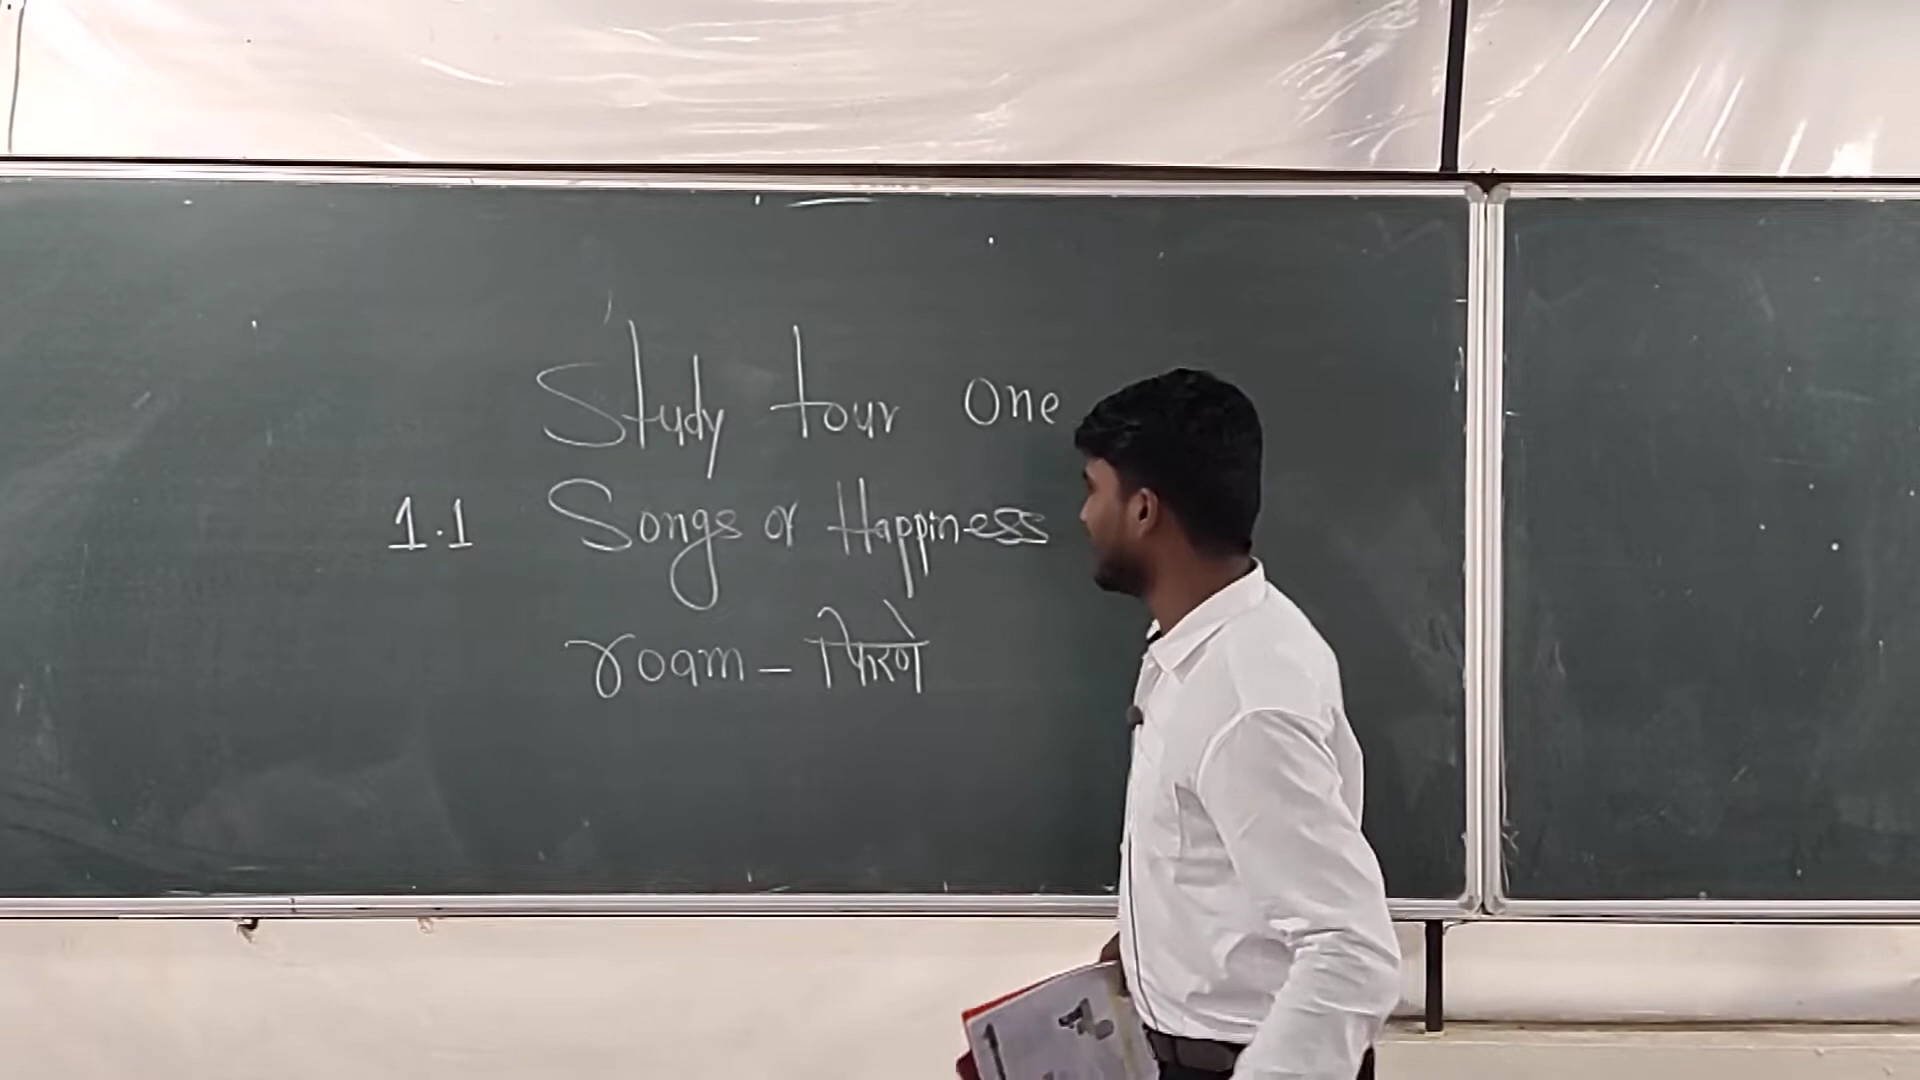 Study tour One
1.1 Songs of Happiness
roam - फिरणे